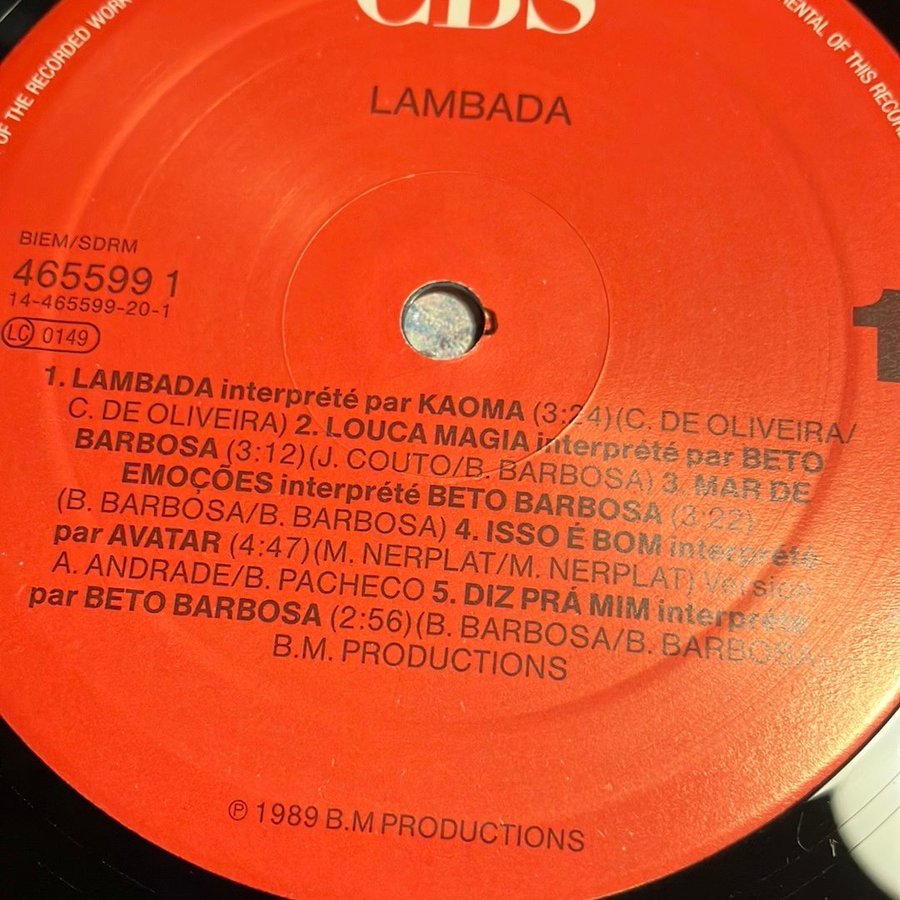 CBS
OF THE RECORDED WORK
RENTAL OF THIS RECORD
LAMBADA
BIEM/SDRM
465599 1
14-465599-20-1
LC 0149
1
1. LAMBADA interprété par KAOMA (3:24)(C. DE OLIVEIRA/
C. DE OLIVEIRA) 2. LOUCA MAGIA interprété par BETO
BARBOSA (3:12)(J. COUTO/B. BARBOSA) 3. MAR DE
EMOÇÕES interprété BETO BARBOSA (3:22)
(B. BARBOSA/B. BARBOSA) 4. ISSO É BOM interprété
par AVATAR (4:47)(M. NERPLAT/M. NERPLAT) Version
A. ANDRADE/B. PACHECO 5. DIZ PRÁ MIM interprété
par BETO BARBOSA (2:56)(B. BARBOSA/B. BARBOSA)
B.M. PRODUCTIONS
℗ 1989 B.M PRODUCTIONS